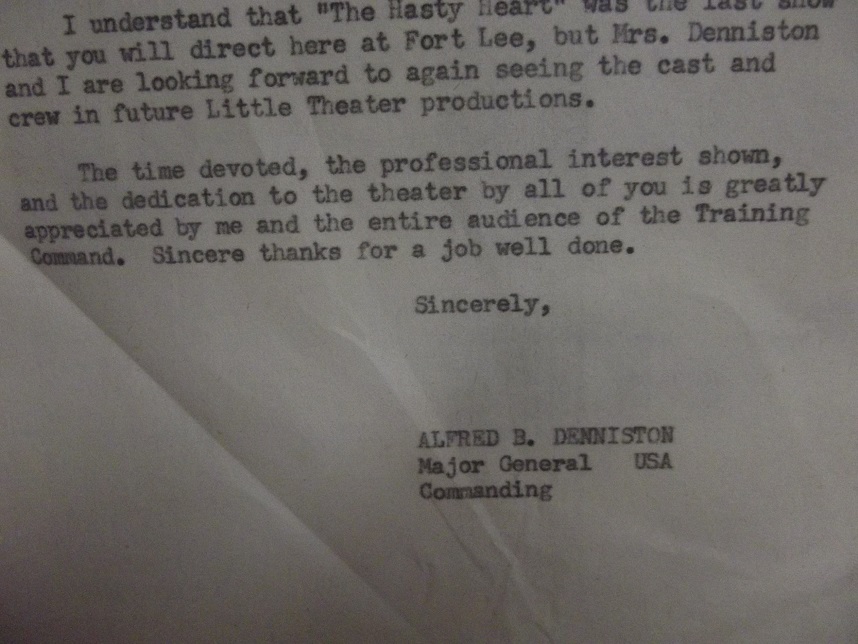 I understand that "The Hasty Heart" was the last show
that you will direct here at Fort Lee, but Mrs. Denniston
and I are looking forward to again seeing the cast and
crew in future Little Theater productions.
The time devoted, the professional interest shown,
and the dedication to the theater by all of you is greatly
appreciated by me and the entire audience of the Training
Command. Sincere thanks for a job well done.
Sincerely,
ALFRED B. DENNISTON
Major General USA
Commanding